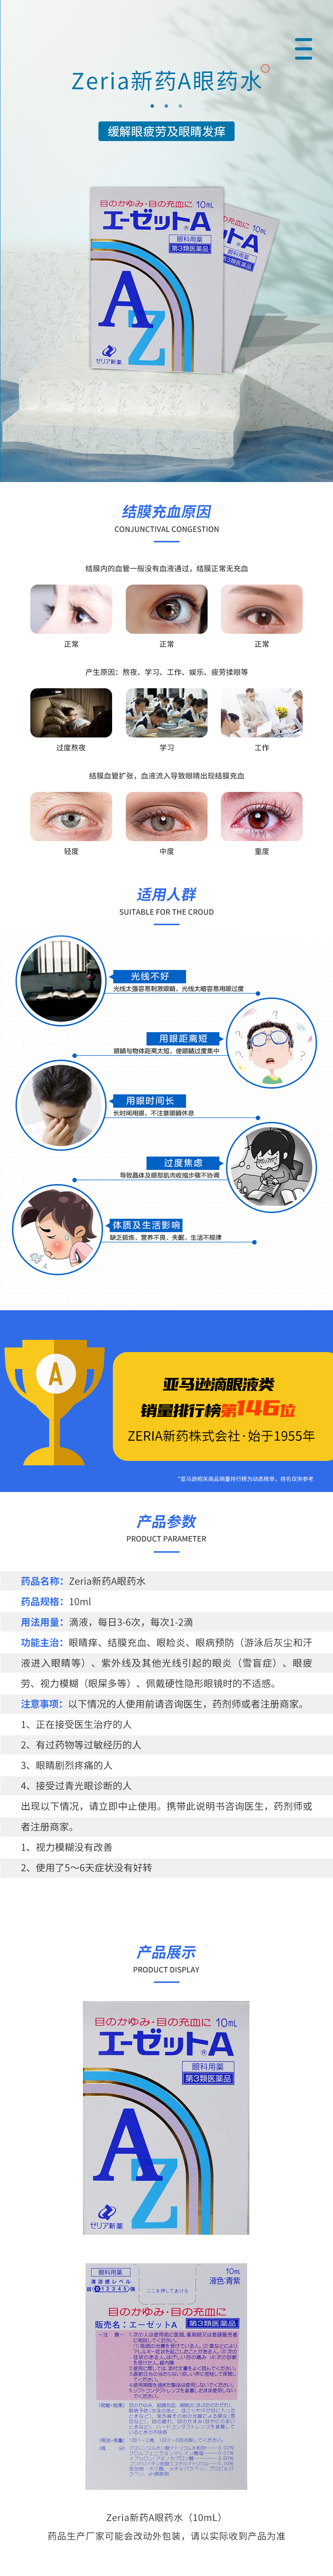 Zeria新药A眼药水
缓解眼疲劳及眼睛发痒
目のかゆみ・目の充血に 10mL
エーゼットA
眼科用薬
第3類医薬品
AZ
ゼリア新薬
结膜充血原因
CONJUNCTIVAL CONGESTION
结膜内的血管一般没有血液通过，结膜正常无充血
正常 正常 正常
产生原因：熬夜、学习、工作、娱乐、疲劳揉眼等
过度熬夜 学习 工作
结膜血管扩张，血液流入导致眼睛出现结膜充血
轻度 中度 重度
适用人群
SUITABLE FOR THE CROUD
光线不好
光线太强容易刺激眼睛，光线太暗容易用眼过度
用眼距离短
眼睛与物体距离太短，使眼睛过度集中
用眼时间长
长时间用眼，不注意眼睛休息
过度焦虑
导致晶体及眼部肌肉收缩步骤不协调
体质及生活影响
缺乏锻炼、营养不良、失眠、生活不规律
A
亚马逊滴眼液类
销量排行榜第146位
ZERIA新药株式会社·始于1955年
*亚马逊相关商品销量排行榜为动态榜单，排名仅供参考
产品参数
PRODUCT PARAMETER
药品名称：Zeria新药A眼药水
药品规格：10ml
用法用量：滴液，每日3-6次，每次1-2滴
功能主治：眼睛痒、结膜充血、眼睑炎、眼病预防（游泳后灰尘和汗
液进入眼睛等）、紫外线及其他光线引起的眼炎（雪盲症）、眼疲
劳、视力模糊（眼屎多等）、佩戴硬性隐形眼镜时的不适感。
注意事项：以下情况的人使用前请咨询医生，药剂师或者注册商家。
1、正在接受医生治疗的人
2、有过药物等过敏经历的人
3、眼睛剧烈疼痛的人
4、接受过青光眼诊断的人
出现以下情况，请立即中止使用。携带此说明书咨询医生，药剂师或
者注册商家。
1、视力模糊没有改善
2、使用了5～6天症状没有好转
产品展示
PRODUCT DISPLAY
目のかゆみ・目の充血に 10mL
エーゼットA
眼科用薬
第3類医薬品
AZ
ゼリア新薬
眼科用薬
清涼感レベル
ここを押してあける
10mL
液色:青紫
目のかゆみ・目の充血に
販売名：エーゼットA 第3類医薬品
Zeria新药A眼药水（10mL）
药品生产厂家可能会改动外包装，请以实际收到产品为准